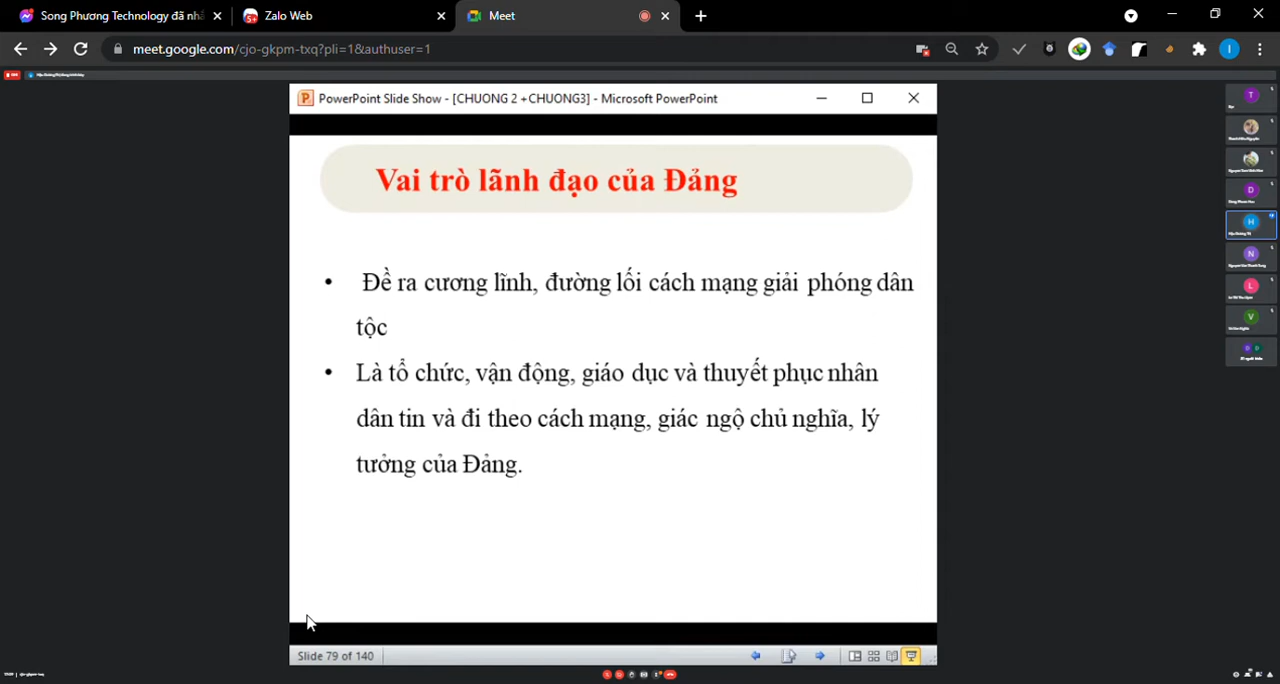 Song Phương Technology đã nhắ
Zalo Web
Meet
meet.google.com/cjo-gkpm-txq?pli=1&authuser=1
PowerPoint Slide Show - [CHUONG 2 +CHUONG3] - Microsoft PowerPoint
Vai trò lãnh đạo của Đảng
• Đề ra cương lĩnh, đường lối cách mạng giải phóng dân
tộc
• Là tổ chức, vận động, giáo dục và thuyết phục nhân
dân tin và đi theo cách mạng, giác ngộ chủ nghĩa, lý
tưởng của Đảng.
Slide 79 of 140
I
T
D
H
N
L
V
D D